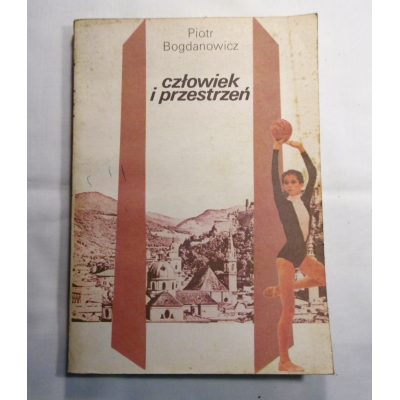 Piotr
Bogdanowicz
człowiek
i przestrzeń